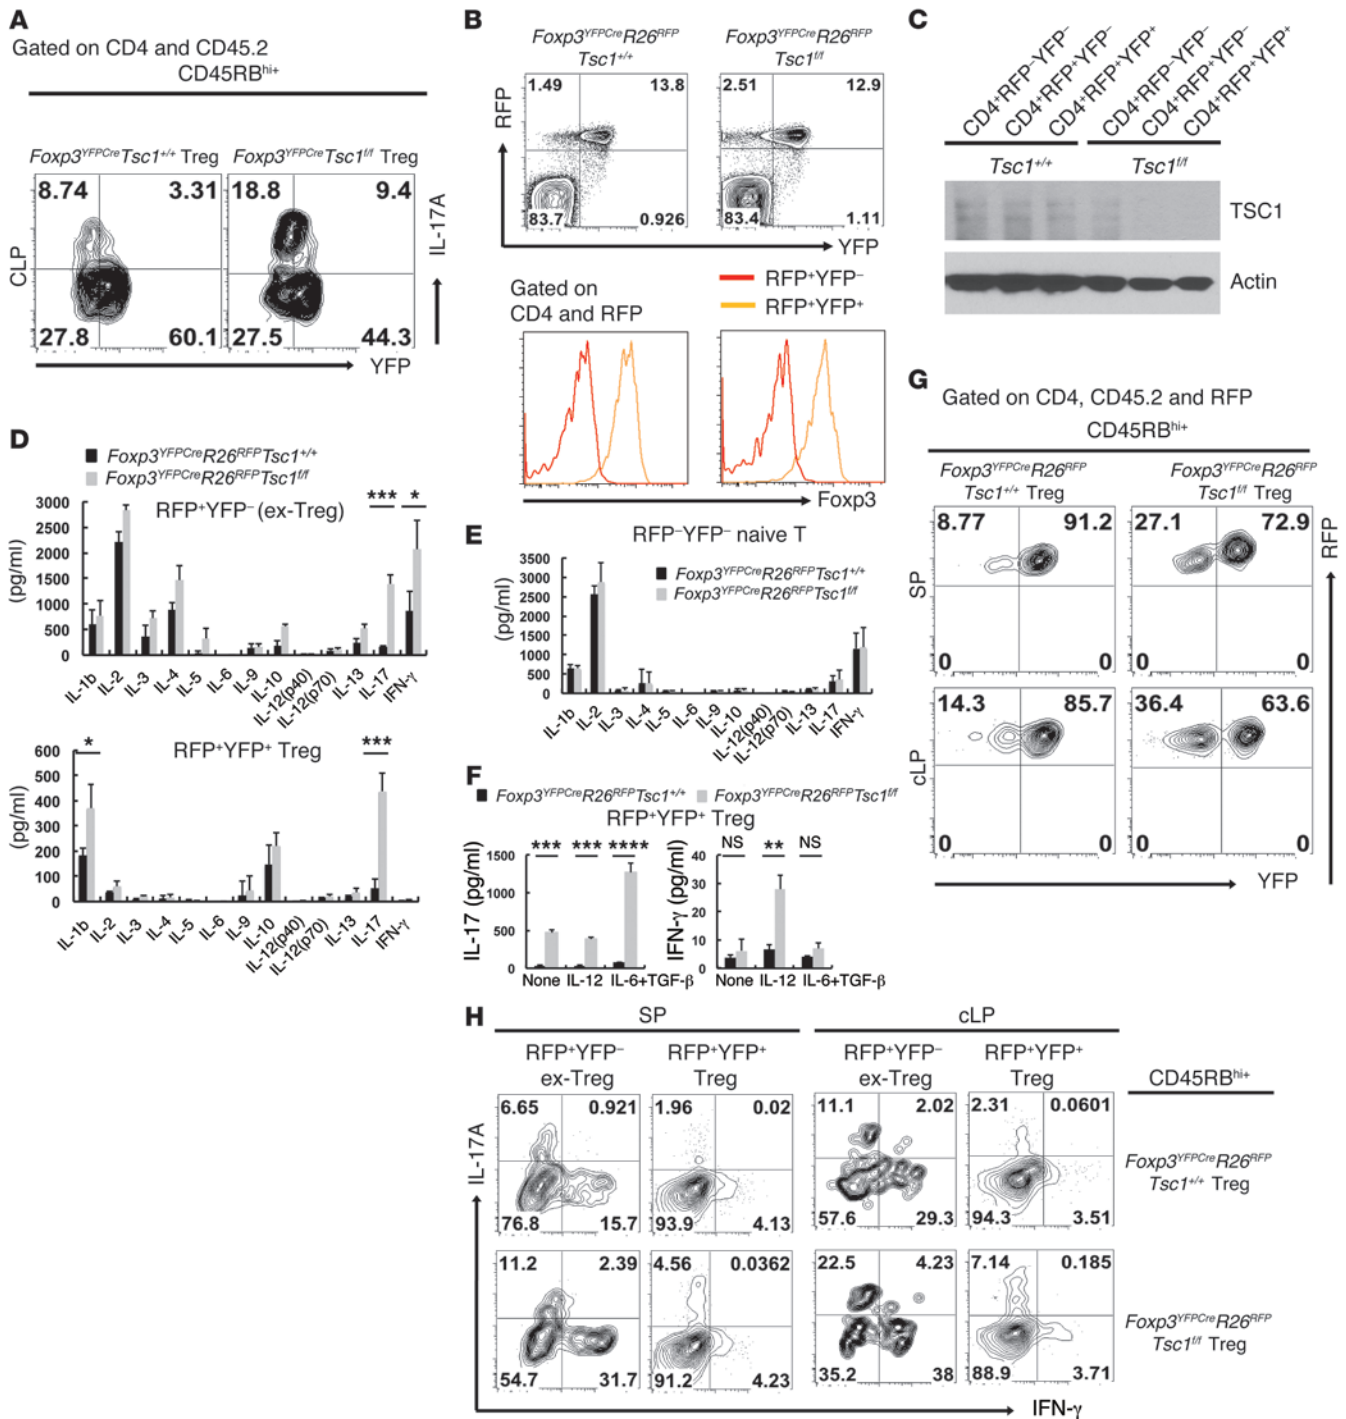 A
Gated on CD4 and CD45.2
CD45RBhi+
Foxp3YFPCreTsc1+/+ Treg
Foxp3YFPCreTsc1f/f Treg
8.74 3.31
18.8 9.4
CLP
27.8 60.1
27.5 44.3
IL-17A
YFP
B
Foxp3YFPCreR26RFP
Tsc1+/+
Foxp3YFPCreR26RFP
Tsc1f/f
1.49 13.8
2.51 12.9
RFP
83.7 0.926
83.4 1.11
YFP
RFP+YFP−
RFP+YFP+
Gated on
CD4 and RFP
Foxp3
C
CD4+RFP−YFP−
CD4+RFP+YFP−
CD4+RFP+YFP+
CD4+RFP−YFP−
CD4+RFP+YFP−
CD4+RFP+YFP+
Tsc1+/+
Tsc1f/f
TSC1
Actin
D
Foxp3YFPCreR26RFPTsc1+/+
Foxp3YFPCreR26RFPTsc1f/f
RFP+YFP− (ex-Treg)
*** *
(pg/ml)
3000
2500
2000
1500
1000
500
0
IL-1b IL-2 IL-3 IL-4 IL-5 IL-6 IL-9 IL-10 IL-12(p40) IL-12(p70) IL-13 IL-17 IFN-γ
RFP+YFP+ Treg
* ***
(pg/ml)
600
500
400
300
200
100
0
IL-1b IL-2 IL-3 IL-4 IL-5 IL-6 IL-9 IL-10 IL-12(p40) IL-12(p70) IL-13 IL-17 IFN-γ
E
RFP−YFP− naive T
Foxp3YFPCreR26RFPTsc1+/+
Foxp3YFPCreR26RFPTsc1f/f
(pg/ml)
3500
3000
2500
2000
1500
1000
500
0
IL-1b IL-2 IL-3 IL-4 IL-5 IL-6 IL-9 IL-10 IL-12(p40) IL-12(p70) IL-13 IL-17 IFN-γ
F
Foxp3YFPCreR26RFPTsc1+/+
Foxp3YFPCreR26RFPTsc1f/f
RFP+YFP+ Treg
*** *** ****
IL-17 (pg/ml)
1500
1000
500
0
None IL-12 IL-6+TGF-β
NS ** NS
IFN-γ (pg/ml)
40
30
20
10
0
None IL-12 IL-6+TGF-β
G
Gated on CD4, CD45.2 and RFP
CD45RBhi+
Foxp3YFPCreR26RFP
Tsc1+/+ Treg
Foxp3YFPCreR26RFP
Tsc1f/f Treg
8.77 91.2
27.1 72.9
SP
0 0
0 0
14.3 85.7
36.4 63.6
cLP
0 0
0 0
RFP
YFP
H
SP
cLP
RFP+YFP−
ex-Treg
RFP+YFP+
Treg
RFP+YFP−
ex-Treg
RFP+YFP+
Treg
CD45RBhi+
IL-17A
6.65 0.921
1.96 0.02
11.1 2.02
2.31 0.0601
Foxp3YFPCreR26RFP
Tsc1+/+ Treg
76.8 15.7
93.9 4.13
57.6 29.3
94.3 3.51
11.2 2.39
4.56 0.0362
22.5 4.23
7.14 0.185
Foxp3YFPCreR26RFP
Tsc1f/f Treg
54.7 31.7
91.2 4.23
35.2 38
88.9 3.71
IFN-γ